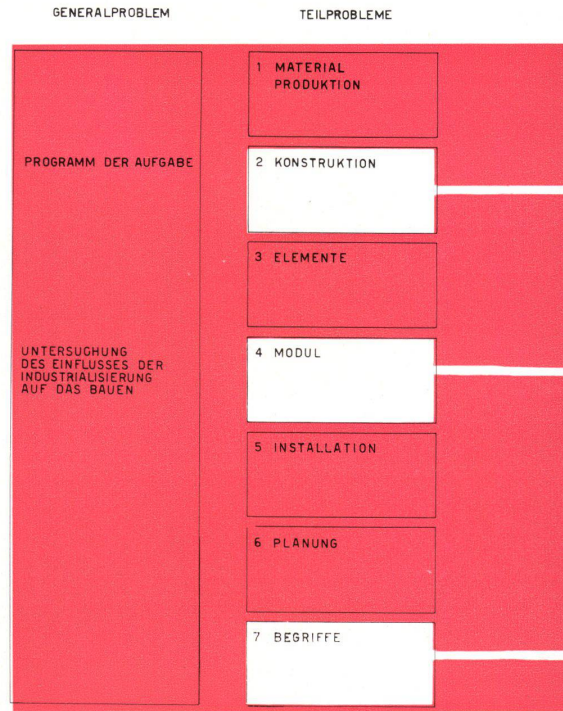 GENERALPROBLEM
TEILPROBLEME
PROGRAMM DER AUFGABE
UNTERSUCHUNG
DES EINFLUSSES DER
INDUSTRIALISIERUNG
AUF DAS BAUEN
1 MATERIAL
PRODUKTION
2 KONSTRUKTION
3 ELEMENTE
4 MODUL
5 INSTALLATION
6 PLANUNG
7 BEGRIFFE